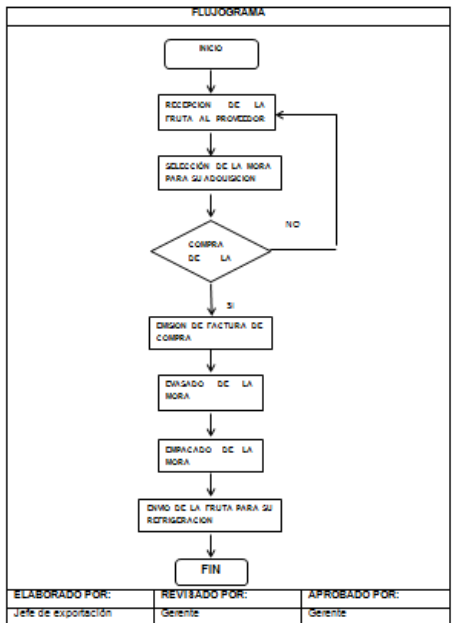 FLUJOGRAMA
INICIO
RECEPCION DE LA
FRUTA AL PROVEEDOR
SELECCIÓN DE LA MORA
PARA SU ADQUISICION
COMPRA
DE LA
NO
SI
EMISION DE FACTURA DE
COMPRA
EVASADO DE LA
MORA
EMPACADO DE LA
MORA
ENVIO DE LA FRUTA PARA SU
REFRIGERACION
FIN
ELABORADO POR: REVISADO POR: APROBADO POR:
Jefe de exportación Gerente Gerente